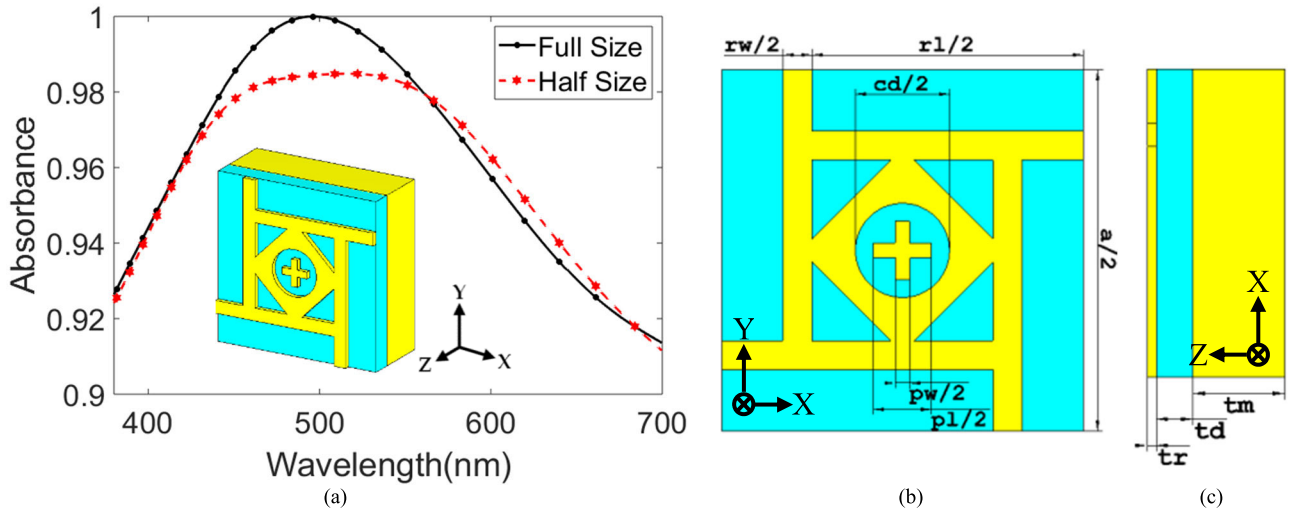 1
0.98
0.96
0.94
0.92
0.9
Absorbance
400
500
600
700
Wavelength(nm)
Full Size
Half Size
Y
Z
X
(a)
rw/2
rl/2
cd/2
a/2
pw/2
pl/2
Y
X
(b)
X
Z
tm
td
tr
(c)